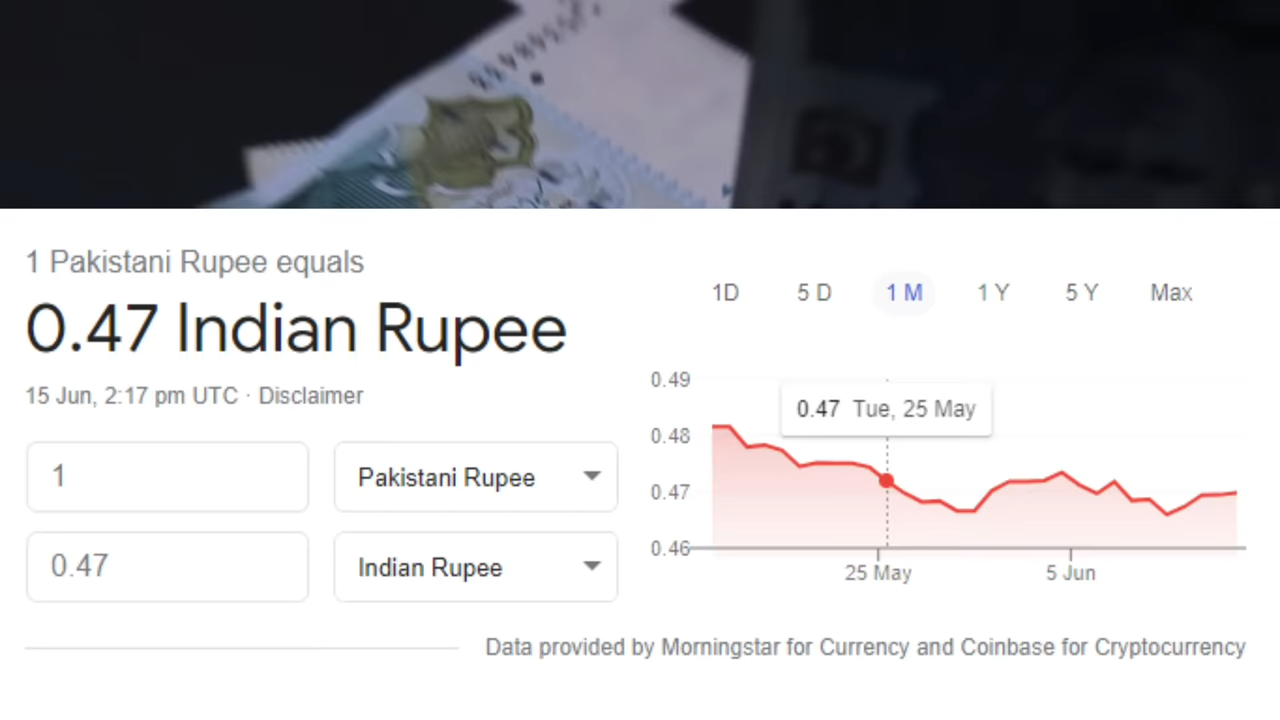 1 Pakistani Rupee equals
0.47 Indian Rupee
15 Jun, 2:17 pm UTC · Disclaimer
1
Pakistani Rupee
0.47
Indian Rupee
1D 5 D 1 M 1 Y 5 Y Max
0.49
0.47 Tue, 25 May
0.48
0.47
0.46
25 May 5 Jun
Data provided by Morningstar for Currency and Coinbase for Cryptocurrency